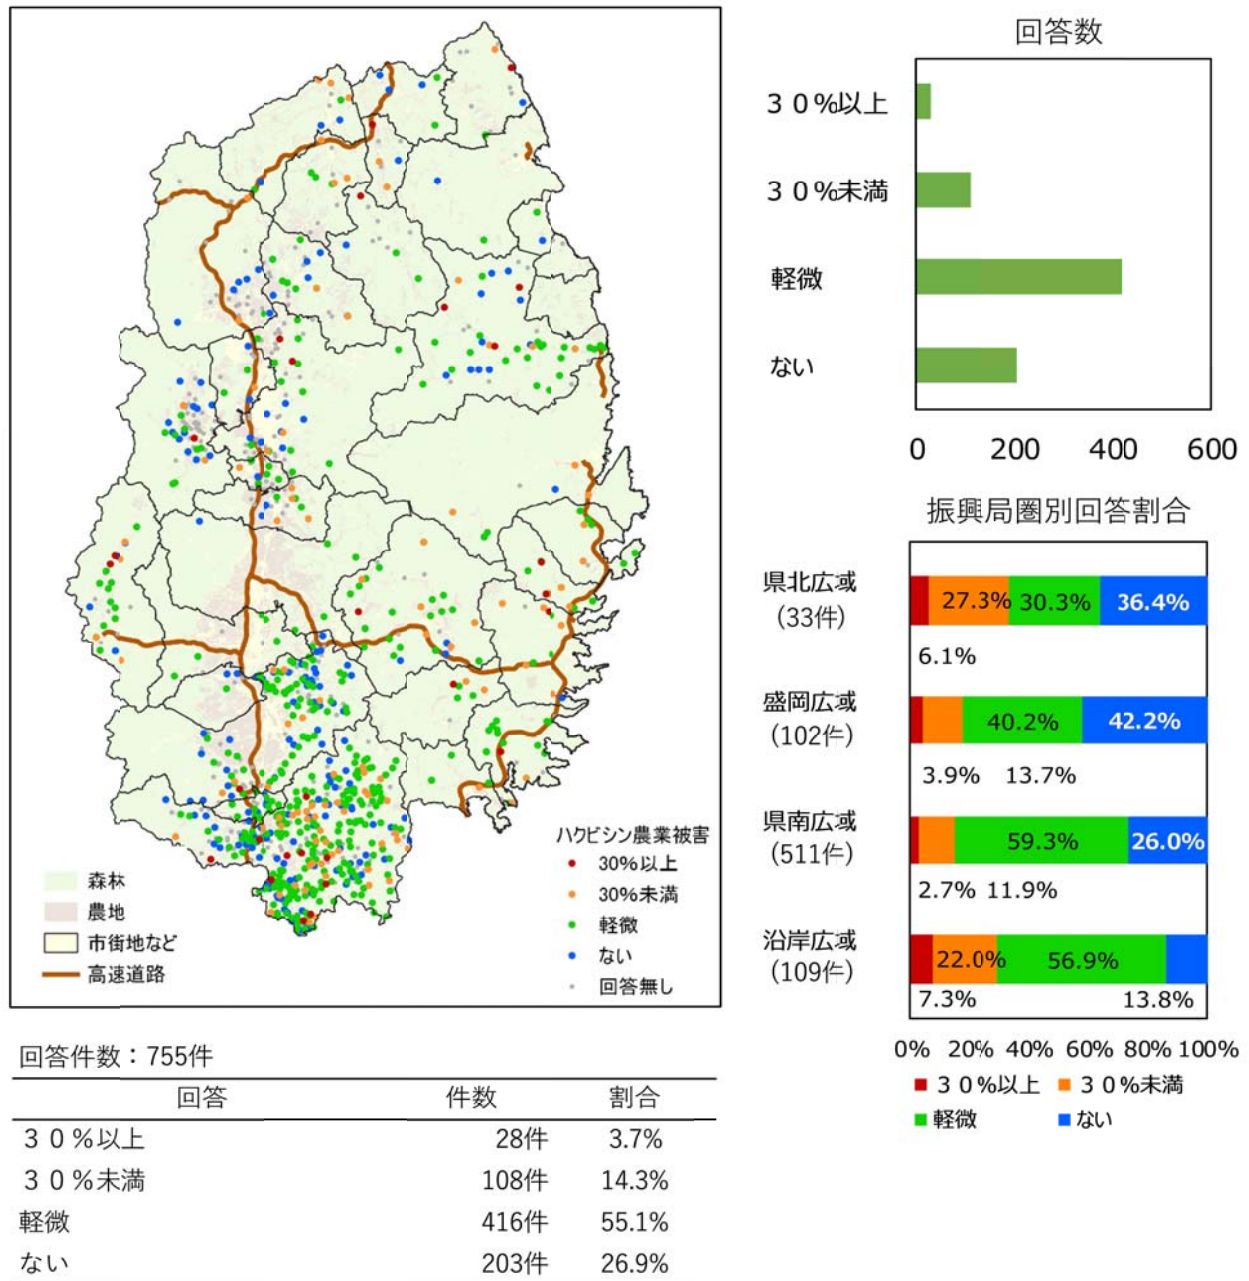 ハクビシン農業被害
30%以上
30%未満
軽微
ない
回答無し
森林
農地
市街地など
高速道路
回答数
３０%以上
３０%未満
軽微
ない
0 200 400 600
振興局圏別回答割合
県北広域
(33件)
27.3% 30.3% 36.4%
6.1%
盛岡広域
(102件)
40.2% 42.2%
3.9% 13.7%
県南広域
(511件)
59.3% 26.0%
2.7% 11.9%
沿岸広域
(109件)
22.0% 56.9%
7.3% 13.8%
0% 20% 40% 60% 80% 100%
３０%以上 ３０%未満
軽微 ない
回答件数：755件
回答 件数 割合
３０%以上 28件 3.7%
３０%未満 108件 14.3%
軽微 416件 55.1%
ない 203件 26.9%